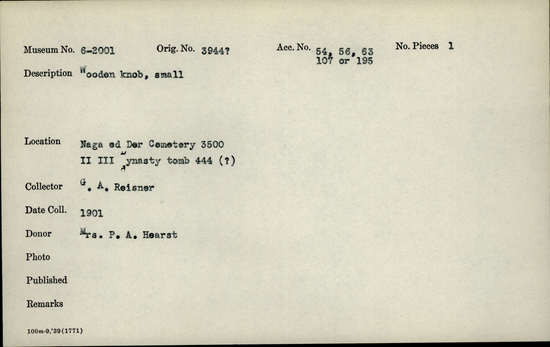 Museum No. 6-2001 Orig. No. 3944? Acc. No. 54, 56, 63 No. Pieces 1
107 or 195
Description Wooden knob, small
Location Naga ed Der Cemetery 3500
II III Dynasty tomb 444 (?)
Collector G. A. Reisner
Date Coll. 1901
Donor Mrs. P. A. Hearst
Photo
Published
Remarks
100m-9,'39(1771)